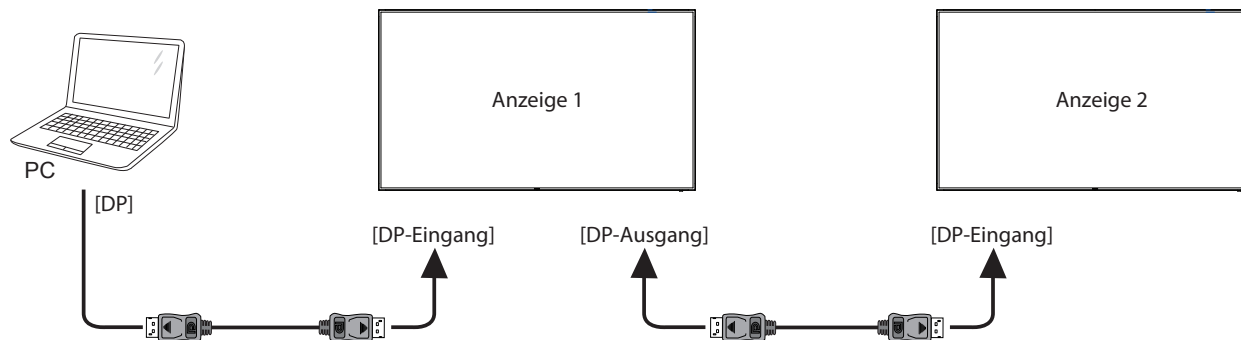 Anzeige 1
Anzeige 2
PC
[DP]
[DP-Eingang]
[DP-Ausgang]
[DP-Eingang]